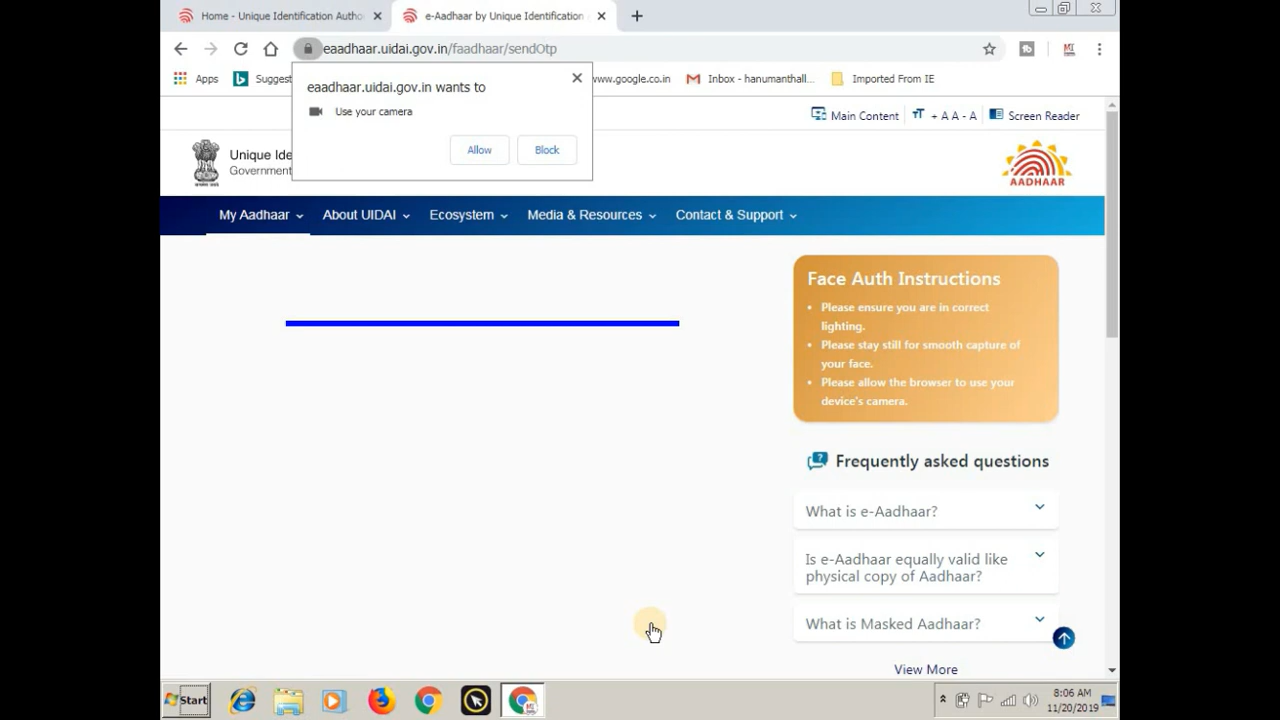 Home - Unique Identification Autho
e-Aadhaar by Unique Identification
eaadhaar.uidai.gov.in/faadhaar/sendOtp
Apps
Suggest
www.google.co.in
Inbox - hanumanthall...
Imported From IE
eaadhaar.uidai.gov.in wants to
Use your camera
Allow
Block
Main Content
+ A A - A
Screen Reader
Unique Ide
Government
AADHAAR
My Aadhaar
About UIDAI
Ecosystem
Media & Resources
Contact & Support
Face Auth Instructions
• Please ensure you are in correct
lighting.
• Please stay still for smooth capture of
your face.
• Please allow the browser to use your
device's camera.
Frequently asked questions
What is e-Aadhaar?
Is e-Aadhaar equally valid like
physical copy of Aadhaar?
What is Masked Aadhaar?
View More
Start
8:06 AM
11/20/2019